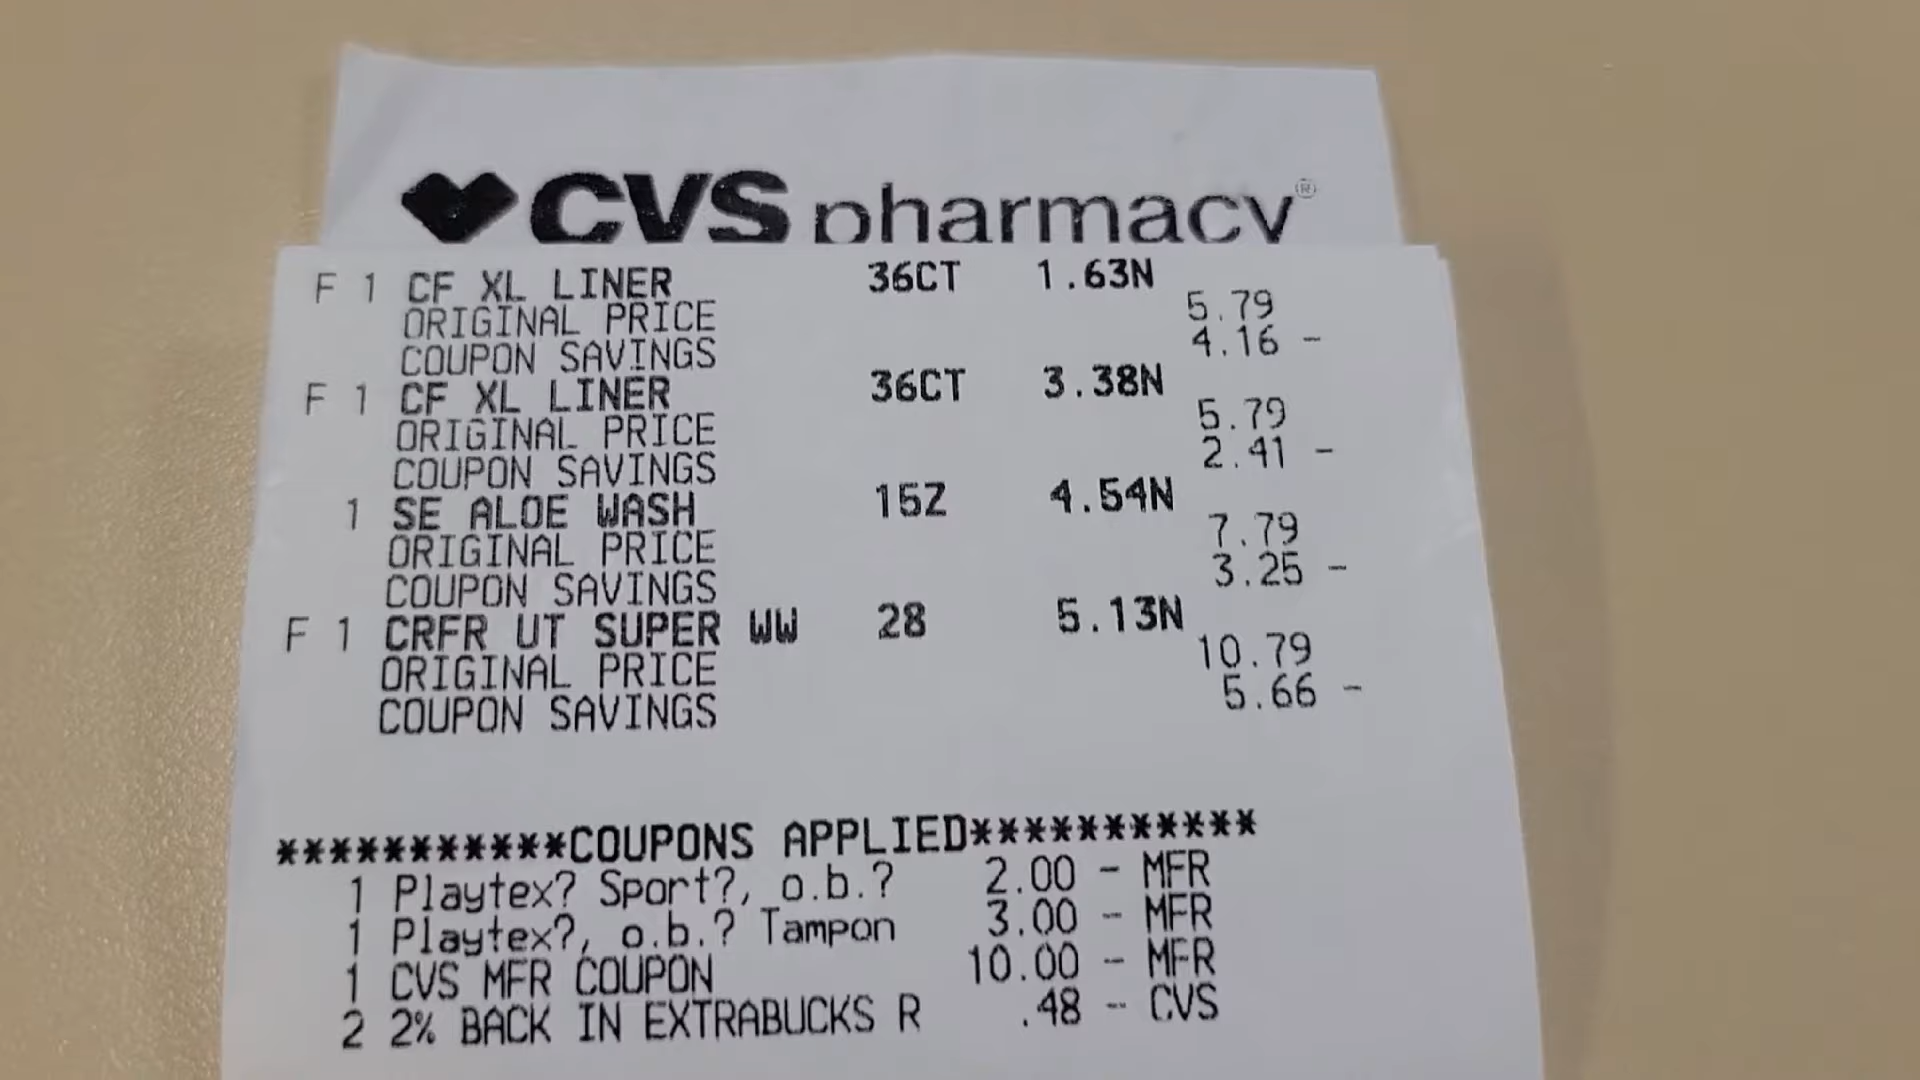 CVS pharmacy®
F 1 CF XL LINER 36CT 1.63N
ORIGINAL PRICE 5.79
COUPON SAVINGS 4.16 -
F 1 CF XL LINER 36CT 3.38N
ORIGINAL PRICE 5.79
COUPON SAVINGS 2.41 -
1 SE ALOE WASH 15Z 4.54N
ORIGINAL PRICE 7.79
COUPON SAVINGS 3.25 -
F 1 CRFR UT SUPER WW 28 5.13N
ORIGINAL PRICE 10.79
COUPON SAVINGS 5.66 -
***********COUPONS APPLIED***********
1 Playtex? Sport?, o.b.? 2.00 - MFR
1 Playtex?, o.b.? Tampon 3.00 - MFR
1 CVS MFR COUPON 10.00 - MFR
2 2% BACK IN EXTRABUCKS R .48 - CVS